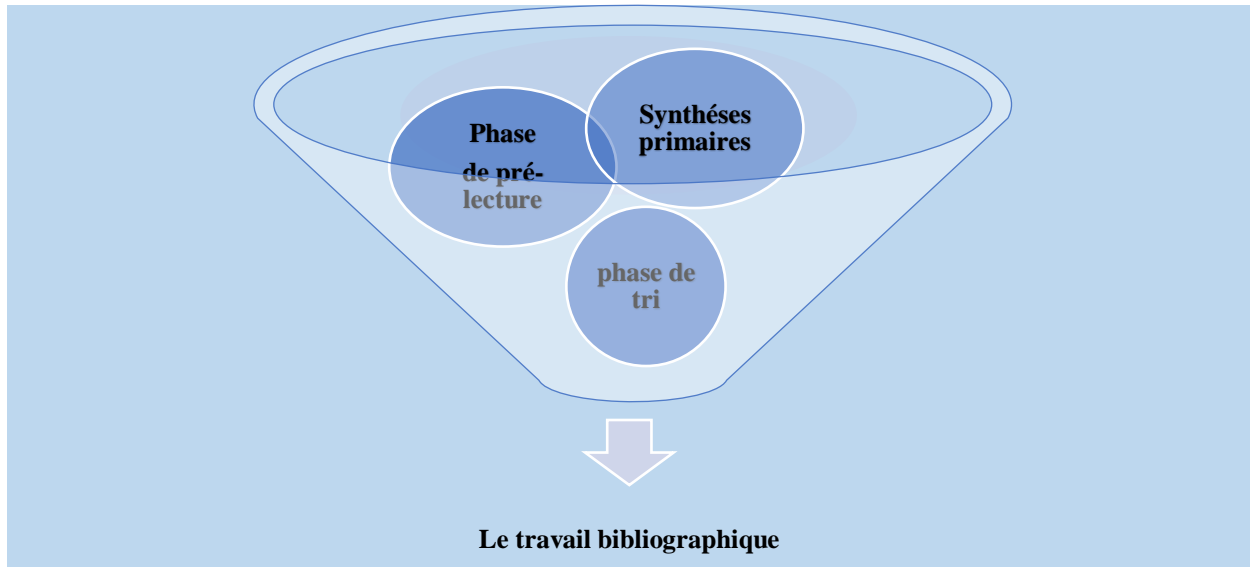 Phase
de pré-
lecture
Synthéses
primaires
phase de
tri
Le travail bibliographique